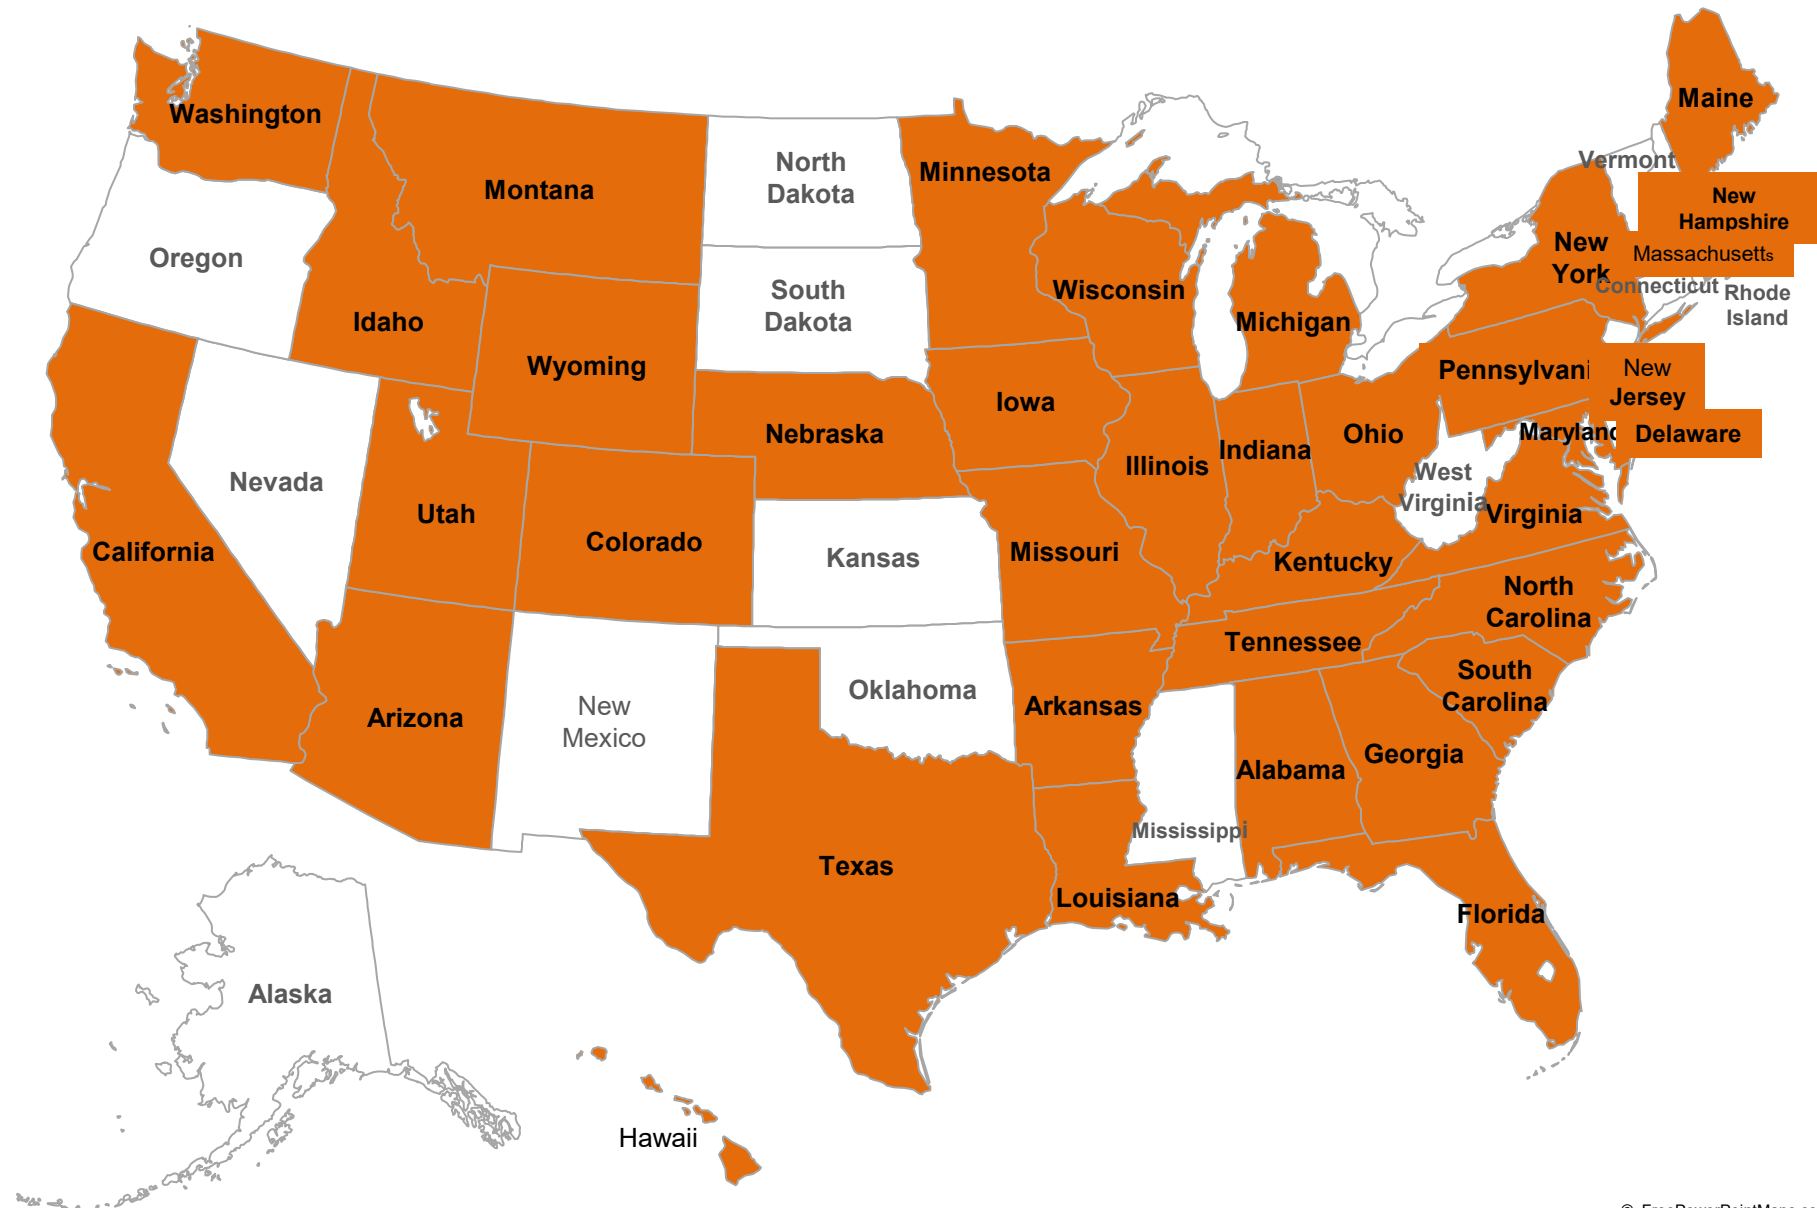 Maine
Washington
Vermont
North
Dakota
Minnesota
Montana
New
Hampshire
New
York
Massachusetts
Oregon
Connecticut
Rhode
Island
South
Dakota
Wisconsin
Idaho
Michigan
Wyoming
Pennsylvani
New
Jersey
Iowa
Nebraska
Ohio
Maryland
Delaware
Indiana
Illinois
West
Virginia
Nevada
Utah
Virginia
California
Colorado
Kansas
Missouri
Kentucky
North
Carolina
Tennessee
South
Carolina
Oklahoma
Arkansas
Arizona
New
Mexico
Georgia
Alabama
Mississippi
Texas
Louisiana
Florida
Alaska
Hawaii